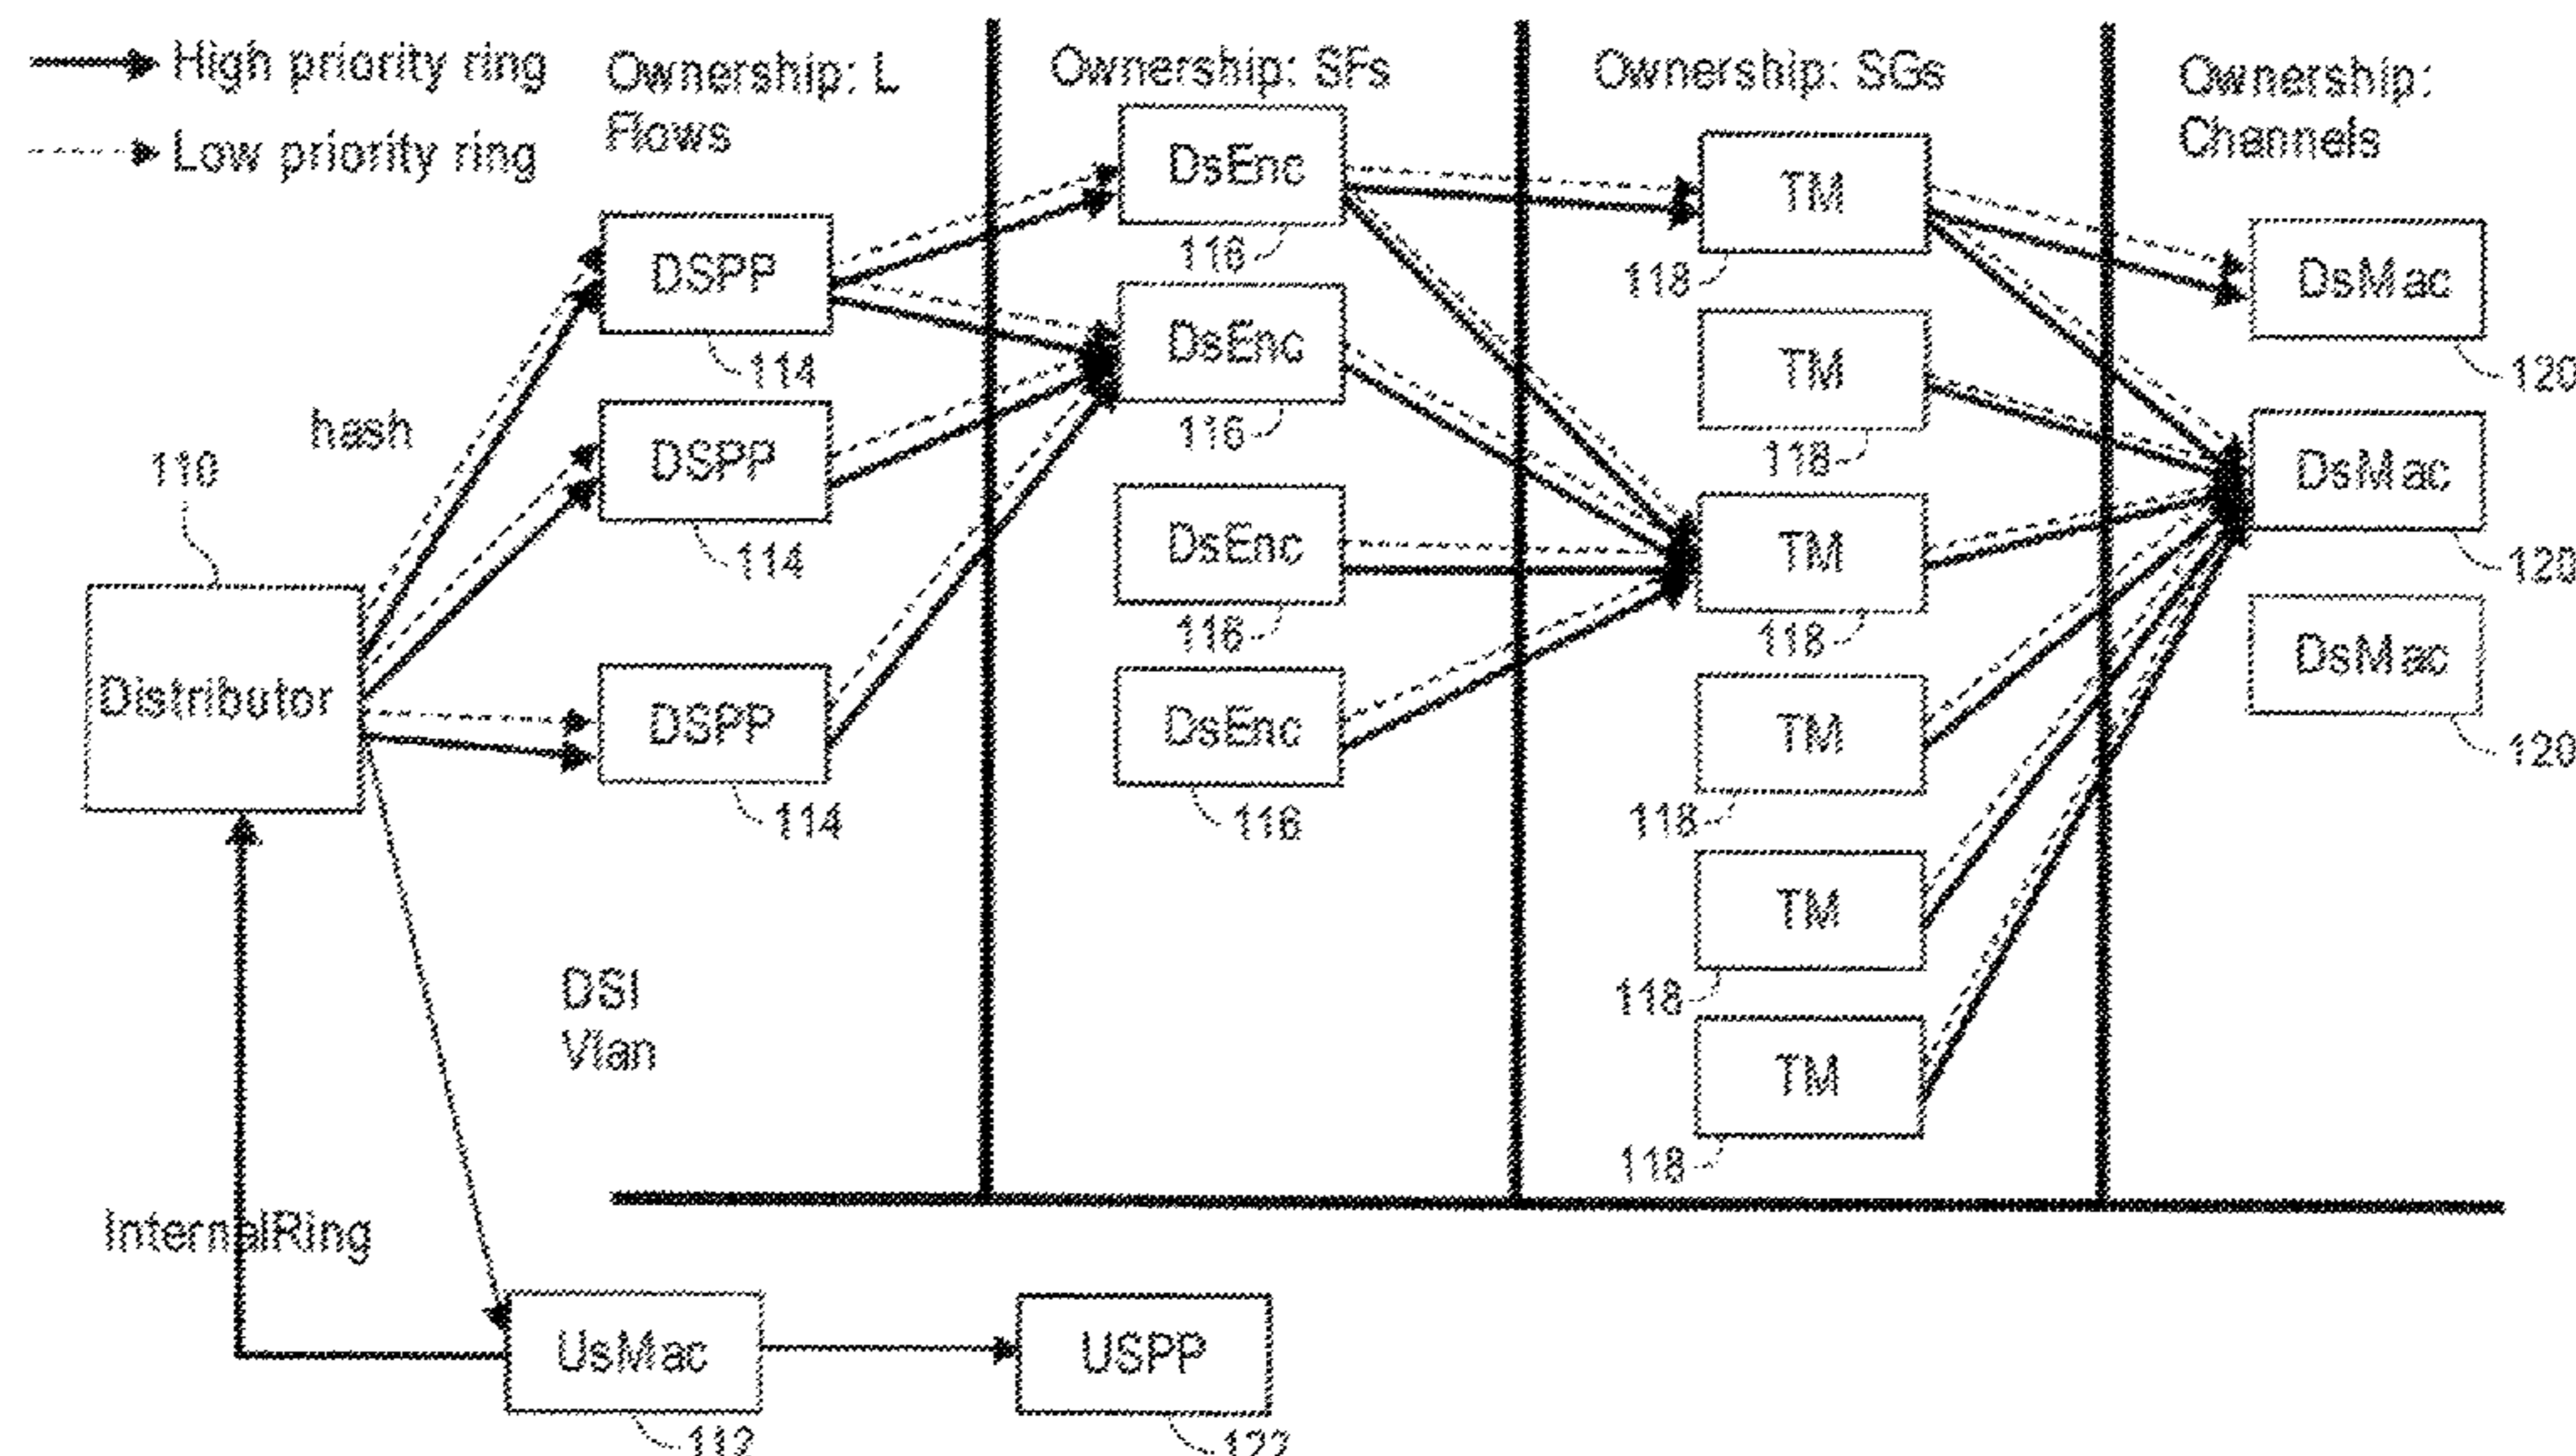 High priority ring
Low priority ring
Ownership: L
Flows
Ownership: SFs
Ownership: SGs
Ownership:
Channels
hash
110
Distributor
DSPP
114
DSPP
114
DSPP
114
DsEnc
116
DsEnc
116
DsEnc
116
DsEnc
116
TM
118
TM
118
TM
118
TM
118
TM
118
TM
118
DsMac
120
DsMac
120
DsMac
120
DSI
Vlan
InternalRing
UsMac
112
USPP
122